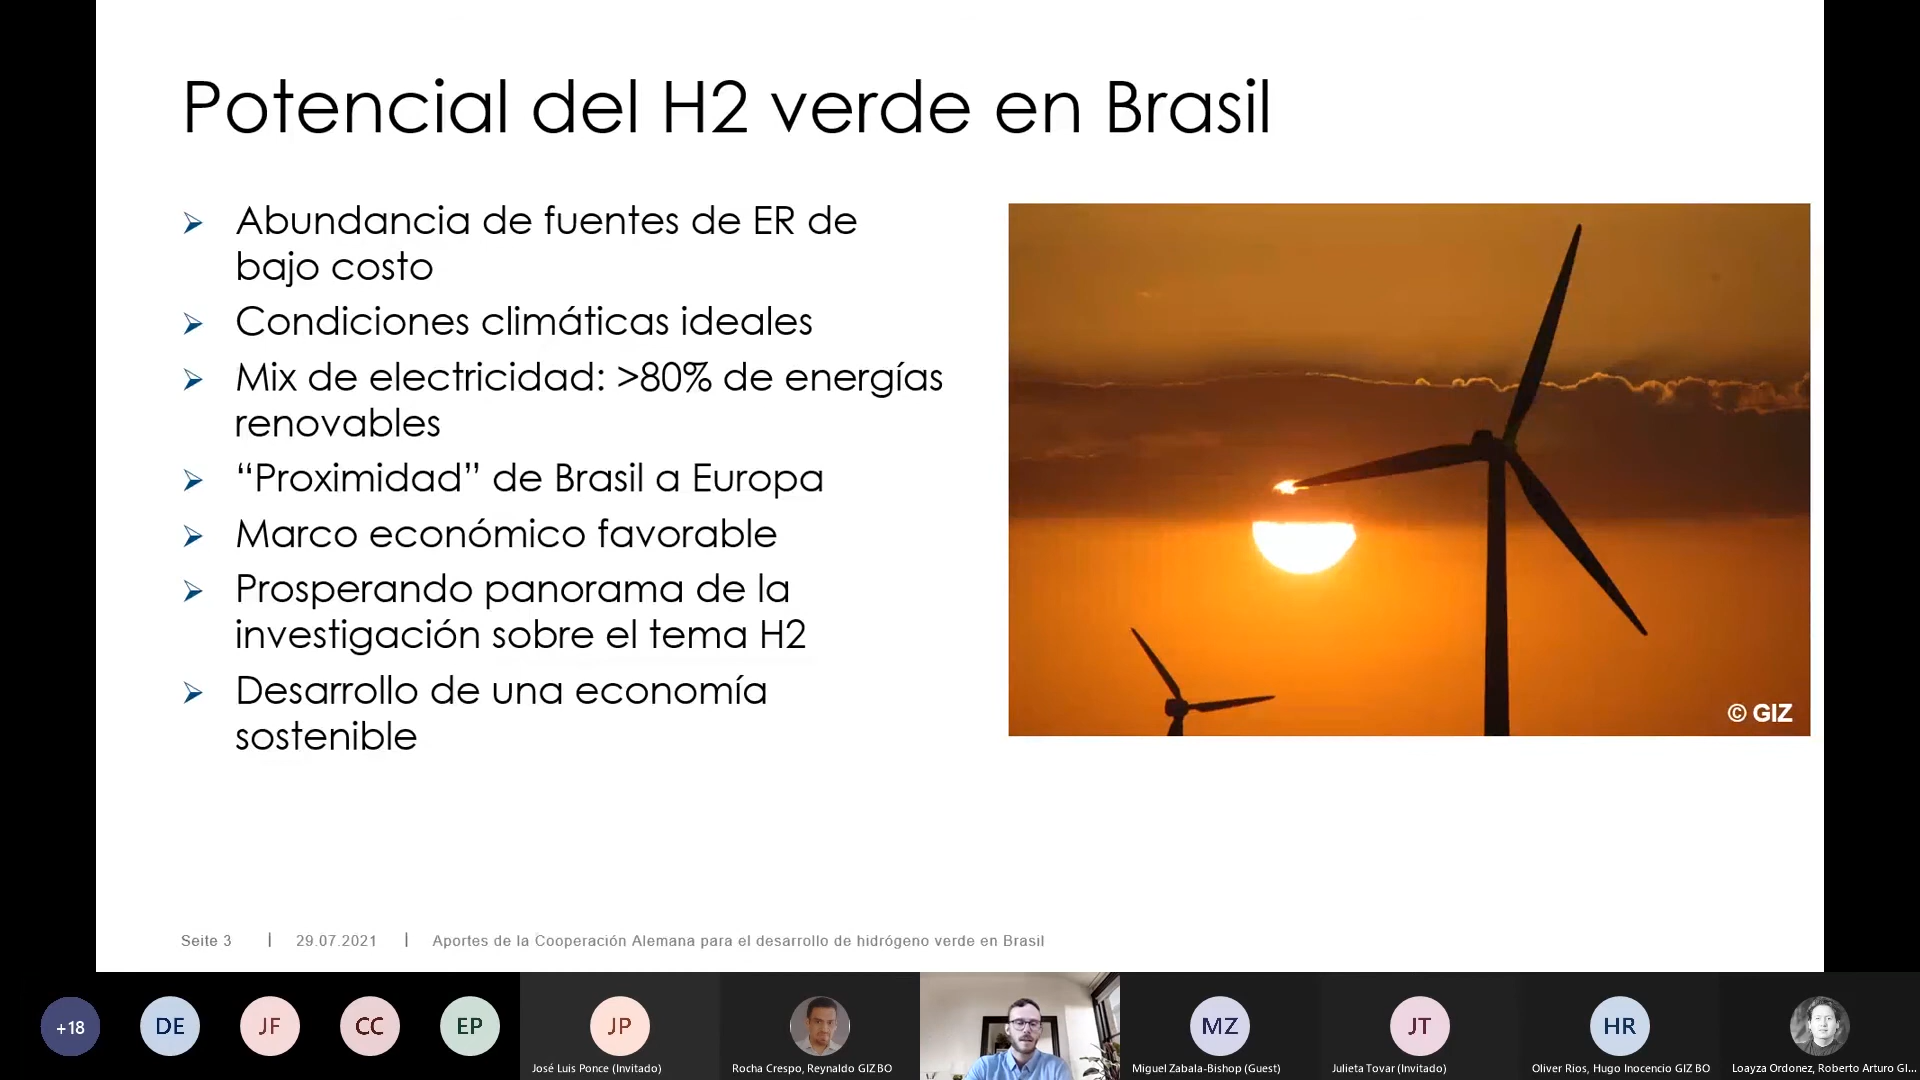 Potencial del H2 verde en Brasil
Abundancia de fuentes de ER de
bajo costo
Condiciones climáticas ideales
Mix de electricidad: >80% de energías
renovables
“Proximidad” de Brasil a Europa
Marco económico favorable
Prosperando panorama de la
investigación sobre el tema H2
Desarrollo de una economía
sostenible
© GIZ
Seite 3 | 29.07.2021 | Aportes de la Cooperación Alemana para el desarrollo de hidrógeno verde en Brasil
+18
DE
JF
CC
EP
JP
MZ
JT
HR
José Luis Ponce (Invitado)
Rocha Crespo, Reynaldo GIZ BO
Miguel Zabala-Bishop (Guest)
Julieta Tovar (Invitado)
Oliver Rios, Hugo Inocencio GIZ BO
Loayza Ordonez, Roberto Arturo GI...